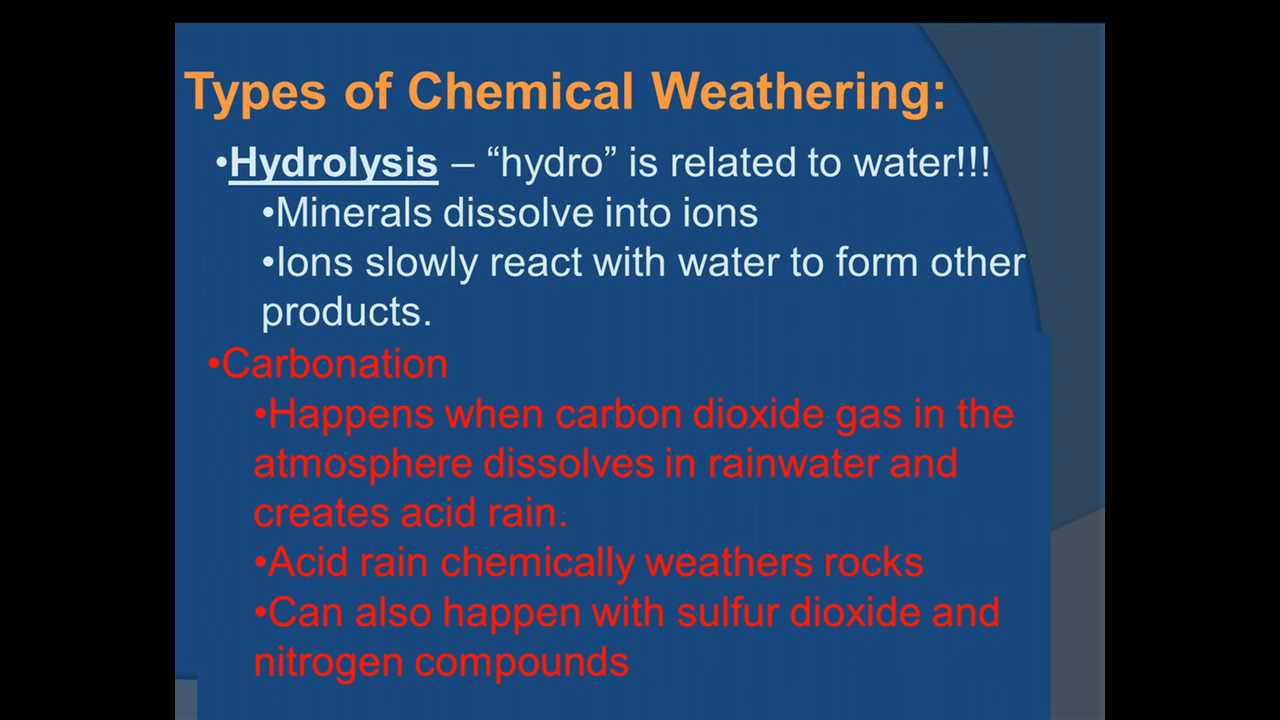 Types of Chemical Weathering:
•Hydrolysis – “hydro” is related to water!!!
•Minerals dissolve into ions
•Ions slowly react with water to form other
products.
•Carbonation
•Happens when carbon dioxide gas in the
atmosphere dissolves in rainwater and
creates acid rain.
•Acid rain chemically weathers rocks
•Can also happen with sulfur dioxide and
nitrogen compounds